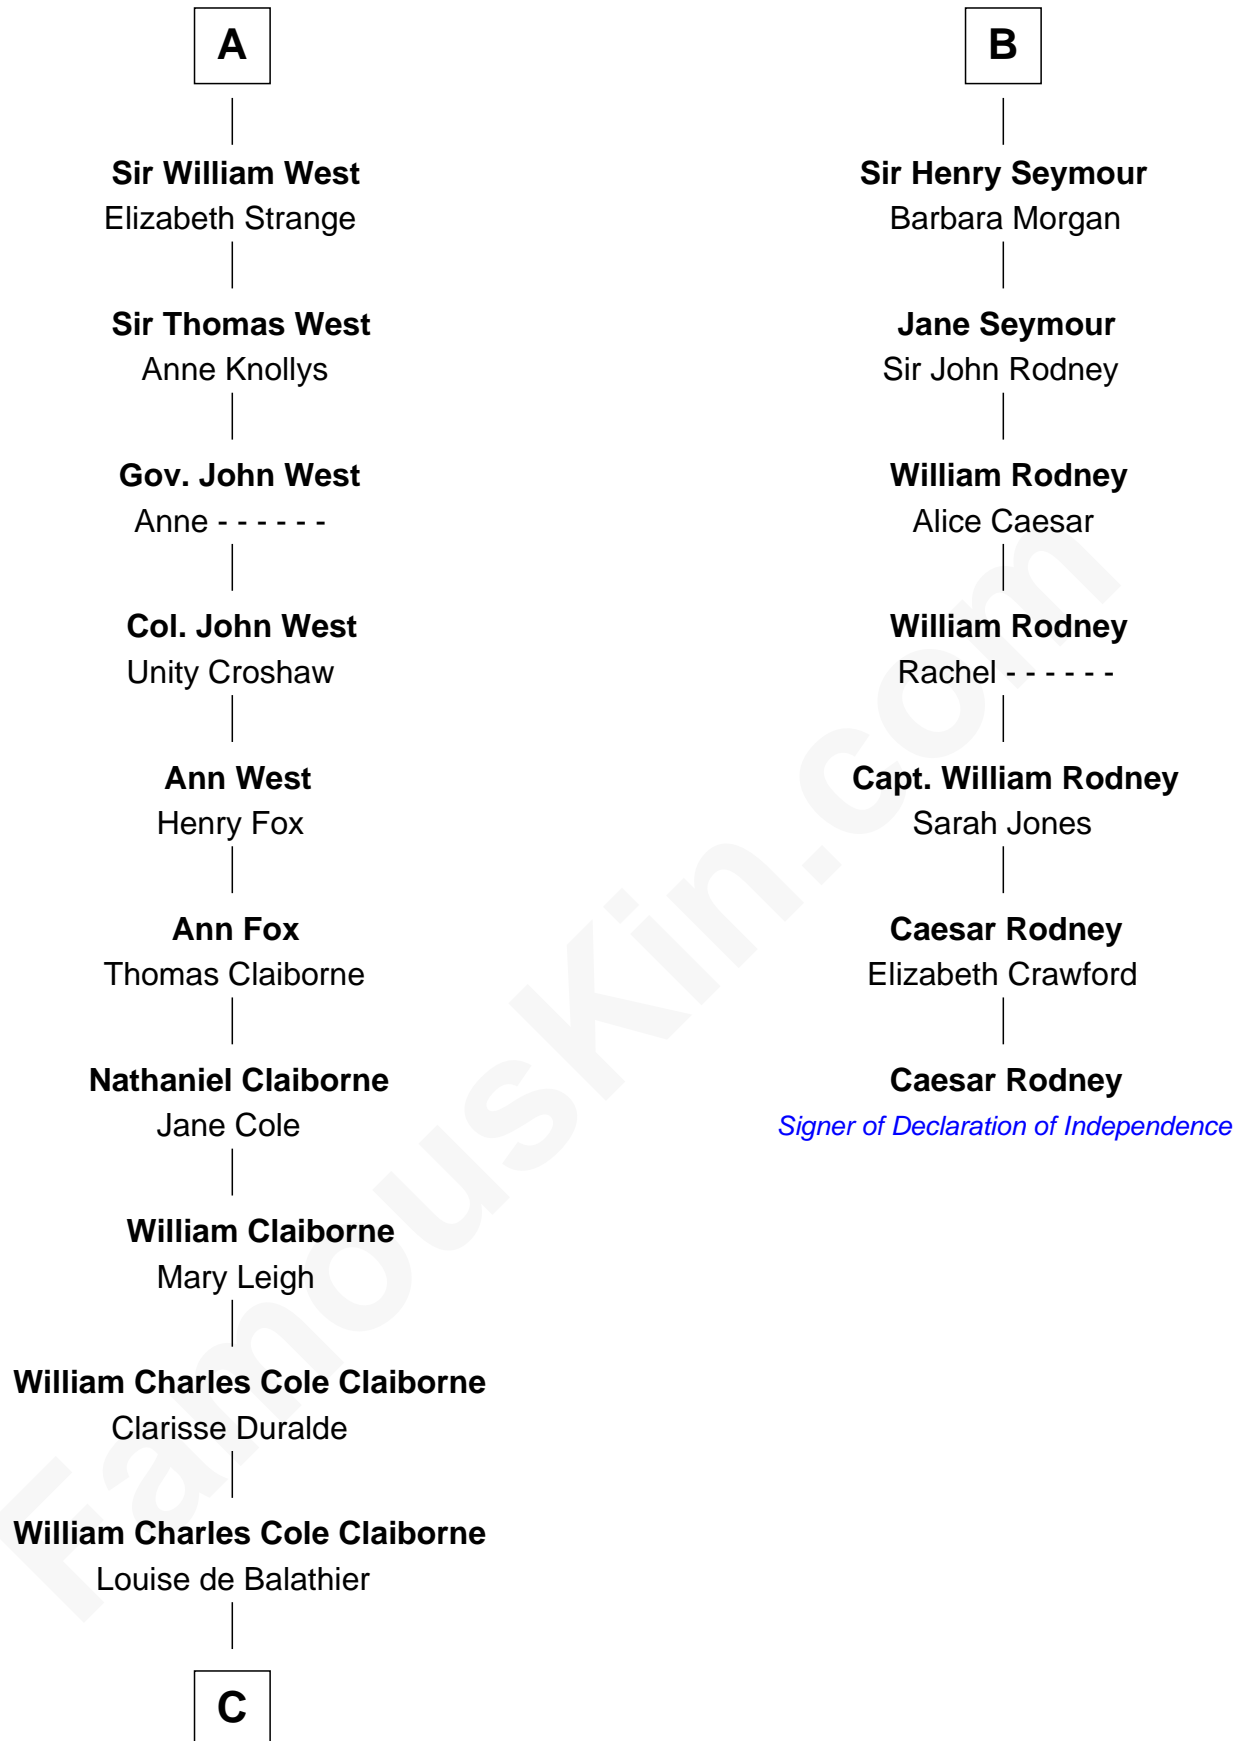 A
Sir William West
Elizabeth Strange
Sir Thomas West
Anne Knollys
Gov. John West
Anne - - - - - -
Col. John West
Unity Croshaw
Ann West
Henry Fox
Ann Fox
Thomas Claiborne
Nathaniel Claiborne
Jane Cole
William Claiborne
Mary Leigh
William Charles Cole Claiborne
Clarisse Duralde
William Charles Cole Claiborne
Louise de Balathier
C
B
Sir Henry Seymour
Barbara Morgan
Jane Seymour
Sir John Rodney
William Rodney
Alice Caesar
William Rodney
Rachel - - - - - -
Capt. William Rodney
Sarah Jones
Caesar Rodney
Elizabeth Crawford
Caesar Rodney
Signer of Declaration of Independence
FamousKin.com